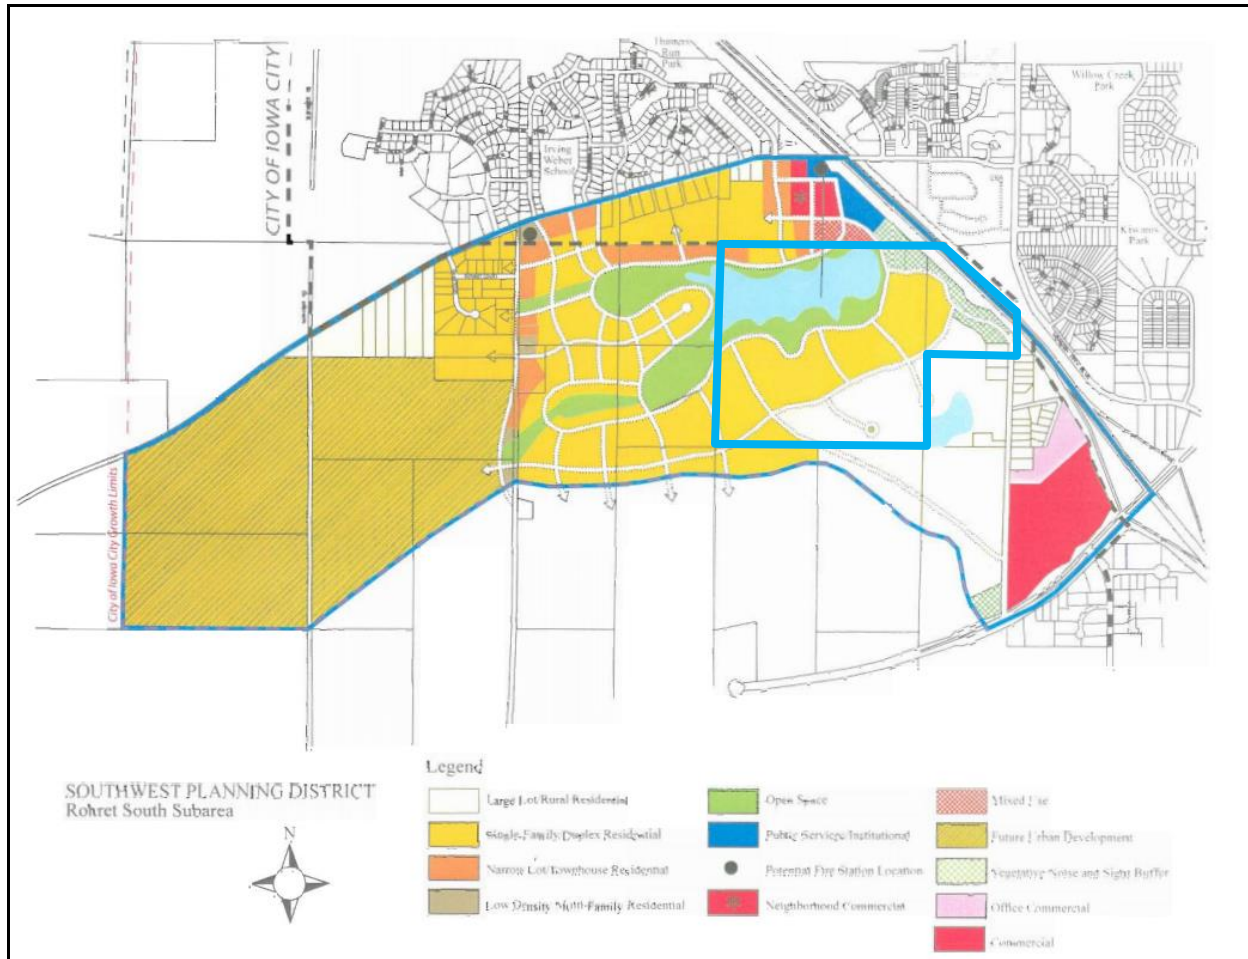 Hunters
Run
Park
Willow Creek
Park
CITY OF IOWA CITY
Irving
Weber
School
Kiwanis
Park
City of Iowa City Growth Limits
Legend
SOUTHWEST PLANNING DISTRICT
Rohret South Subarea
N
Large Lot/Rural Residential
Single-Family/Duplex Residential
Narrow Lot/Townhouse Residential
Low Density Multi-Family Residential
Open Space
Public Services/Institutional
Potential Fire Station Location
Neighborhood Commercial
Mixed Use
Future Urban Development
Vegetative Noise and Sight Buffer
Office Commercial
Commercial